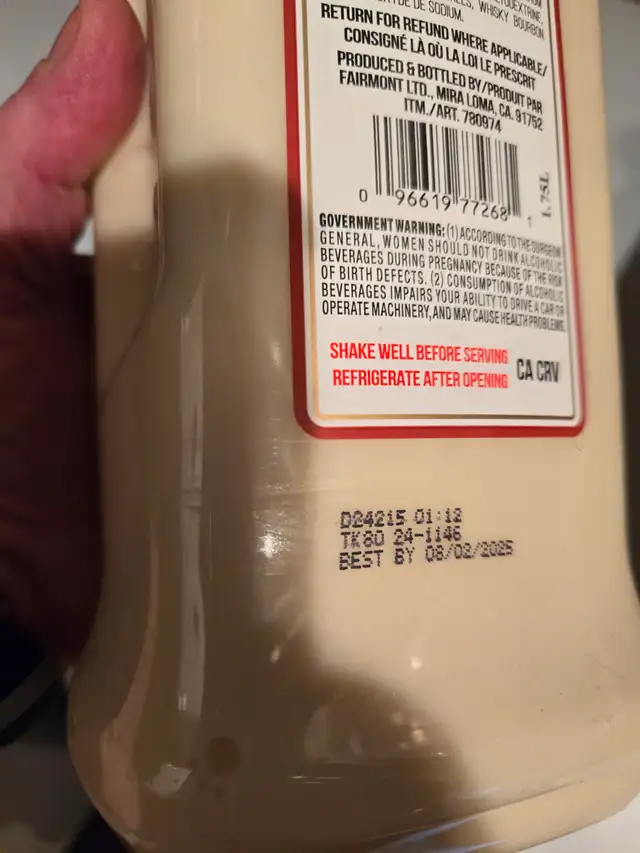 DE SODIUM.
WHISKY BOURBON
RETURN FOR REFUND WHERE APPLICABLE/
CONSIGNÉ LÀ OÙ LA LOI LE PRESCRIT
PRODUCED & BOTTLED BY/PRODUIT PAR
FAIRMONT LTD., MIRA LOMA, CA. 91752
ITM./ART. 780974
0 96619 77268 1
1.75L
GOVERNMENT WARNING: (1) ACCORDING TO THE SURGEON
GENERAL, WOMEN SHOULD NOT DRINK ALCOHOLIC
BEVERAGES DURING PREGNANCY BECAUSE OF THE RISK
OF BIRTH DEFECTS. (2) CONSUMPTION OF ALCOHOLIC
BEVERAGES IMPAIRS YOUR ABILITY TO DRIVE A CAR OR
OPERATE MACHINERY, AND MAY CAUSE HEALTH PROBLEMS.
SHAKE WELL BEFORE SERVING
REFRIGERATE AFTER OPENING
CA CRV
D24215 01:12
TK80 24-1146
BEST BY 08/02/2025